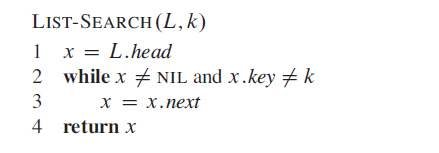 LIST-SEARCH(L, k)
1 x = L.head
2 while x ≠ NIL and x.key ≠ k
3 x = x.next
4 return x